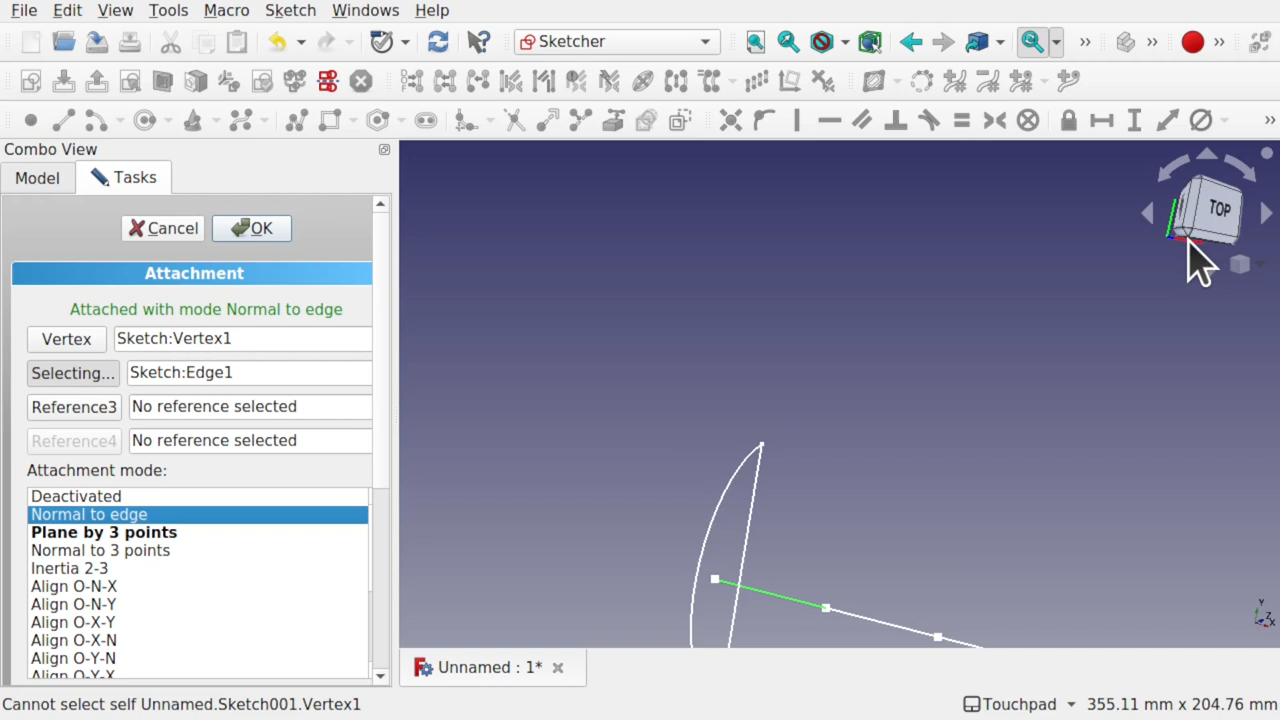 File Edit View Tools Macro Sketch Windows Help
Sketcher
Combo View
Model Tasks
Cancel OK
Attachment
Attached with mode Normal to edge
Vertex Sketch:Vertex1
Selecting... Sketch:Edge1
Reference3 No reference selected
Reference4 No reference selected
Attachment mode:
Deactivated
Normal to edge
Plane by 3 points
Normal to 3 points
Inertia 2-3
Align O-N-X
Align O-N-Y
Align O-X-Y
Align O-X-N
Align O-Y-N
Align O-Y-X
TOP
Y
Z
X
Unnamed : 1*
Cannot select self Unnamed.Sketch001.Vertex1 Touchpad 355.11 mm x 204.76 mm